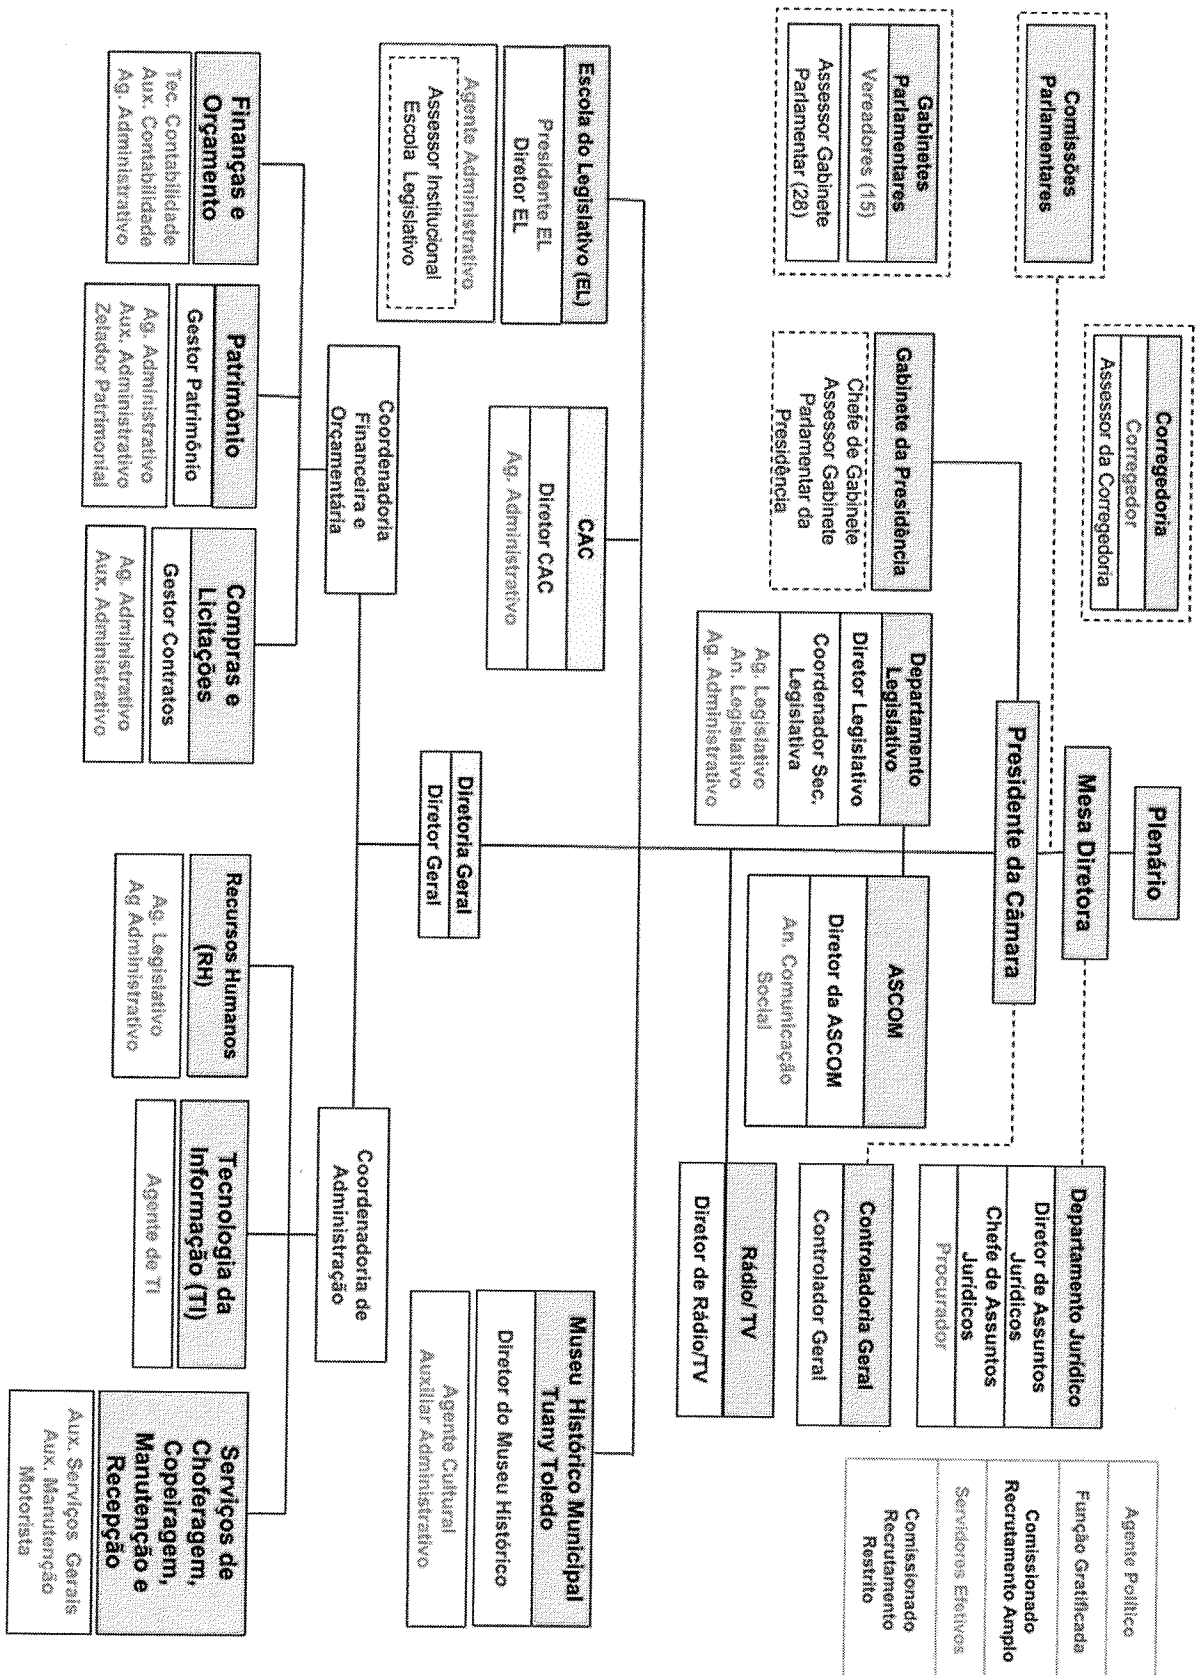 Plenário
Mesa Diretora
Presidente da Câmara
Corregedoria
Corregedor
Assessor da Corregedoria
Comissões
Parlamentares
Gabinetes
Parlamentares
Vereadores (15)
Assessor Gabinete
Parlamentar (28)
Gabinete da Presidência
Chefe de Gabinete
Assessor Gabinete
Parlamentar da
Presidência
Departamento
Legislativo
Diretor Legislativo
Coordenador Sec.
Legislativa
Ag. Legislativo
An. Legislativo
Ag. Administrativo
ASCOM
Diretor da ASCOM
An. Comunicação
Social
Departamento Jurídico
Diretor de Assuntos
Jurídicos
Chefe de Assuntos
Jurídicos
Procurador
Controladoria Geral
Controlador Geral
Rádio/ TV
Diretor de Rádio/TV
Agente Político
Função Gratificada
Comissionado
Recrutamento Amplo
Servidores Efetivos
Comissionado
Recrutamento
Restrito
Escola do Legislativo (EL)
Presidente EL
Diretor EL
Agente Administrativo
Assessor Institucional
Escola Legislativo
CAC
Diretor CAC
Ag. Administrativo
Museu Histórico Municipal
Tuany Toledo
Diretor do Museu Histórico
Agente Cultural
Auxiliar Administrativo
Diretoria Geral
Diretor Geral
Coordenadoria
Financeira e
Orçamentária
Coordenadoria de
Administração
Finanças e
Orçamento
Tec. Contabilidade
Aux. Contabilidade
Ag. Administrativo
Patrimônio
Gestor Patrimônio
Ag. Administrativo
Aux. Administrativo
Zelador Patrimonial
Compras e
Licitações
Gestor Contratos
Ag. Administrativo
Aux. Administrativo
Recursos Humanos
(RH)
Ag. Legislativo
Ag Administrativo
Tecnologia da
Informação (TI)
Agente de TI
Serviços de
Choferagem,
Copeiragem,
Manutenção e
Recepção
Aux. Serviços Gerais
Aux. Manutenção
Motorista